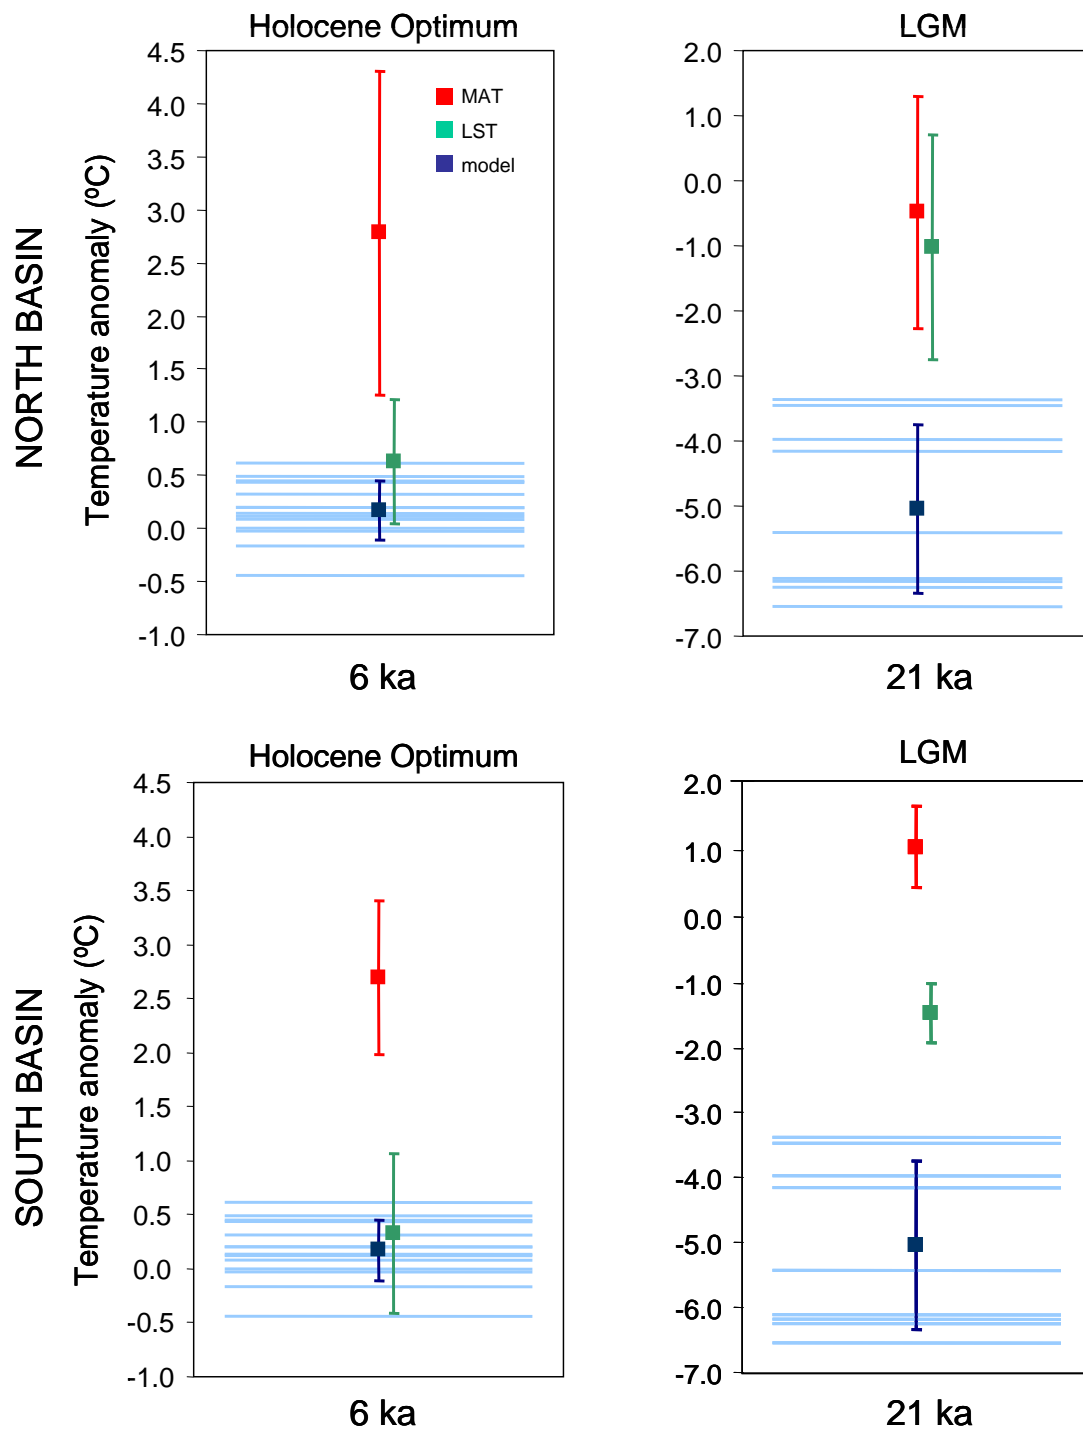 Holocene Optimum
4.5
4.0
3.5
3.0
2.5
2.0
1.5
1.0
0.5
0.0
-0.5
-1.0
MAT
LST
model
6 ka
NORTH BASIN
Temperature anomaly (ºC)
LGM
2.0
1.0
0.0
-1.0
-2.0
-3.0
-4.0
-5.0
-6.0
-7.0
21 ka
Holocene Optimum
4.5
4.0
3.5
3.0
2.5
2.0
1.5
1.0
0.5
0.0
-0.5
-1.0
6 ka
SOUTH BASIN
Temperature anomaly (ºC)
LGM
2.0
1.0
0.0
-1.0
-2.0
-3.0
-4.0
-5.0
-6.0
-7.0
21 ka